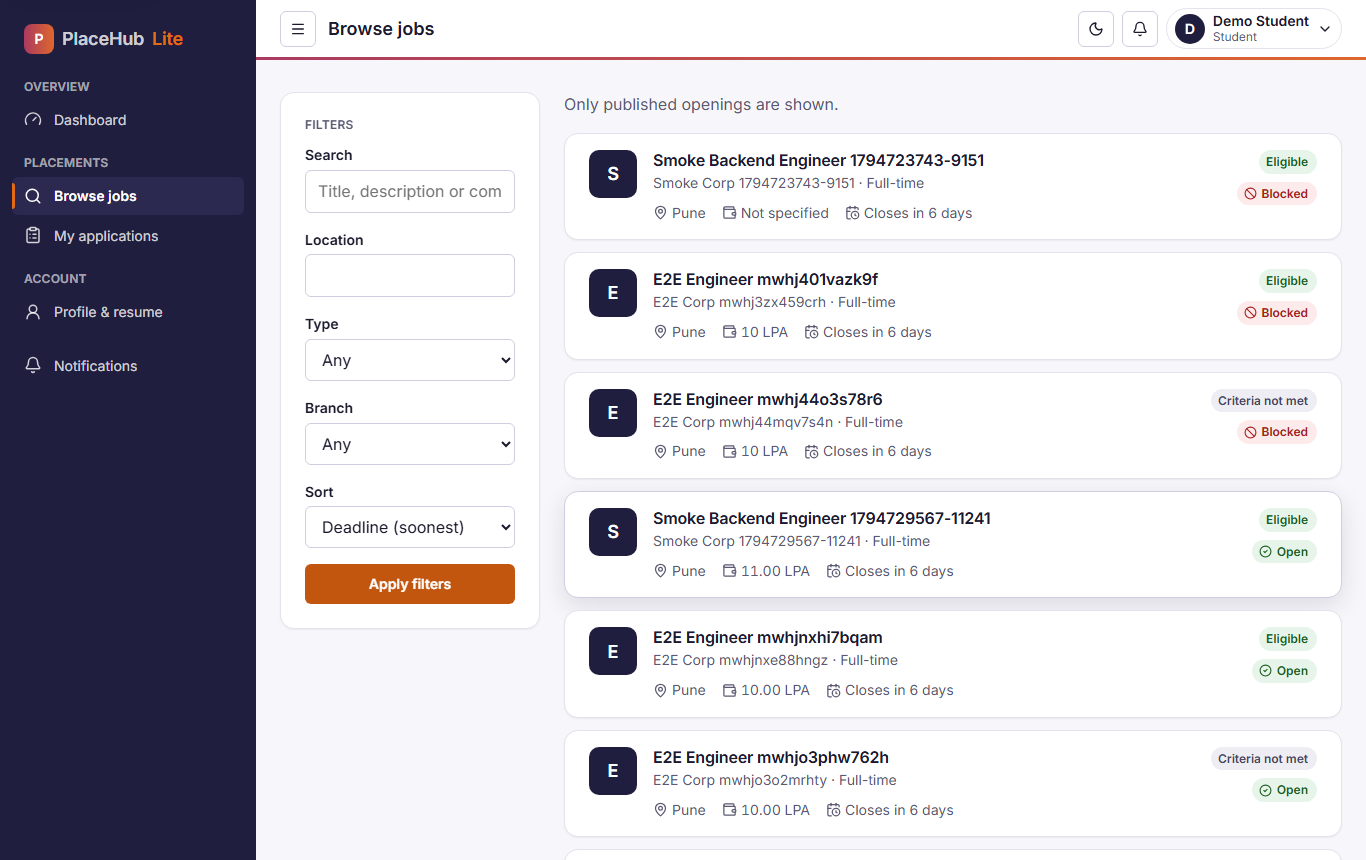 P PlaceHub Lite
OVERVIEW
Dashboard
PLACEMENTS
Browse jobs
My applications
ACCOUNT
Profile & resume
Notifications
Browse jobs
D
Demo Student
Student
FILTERS
Search
Title, description or com
Location
Type
Any
Branch
Any
Sort
Deadline (soonest)
Apply filters
Only published openings are shown.
S
Smoke Backend Engineer 1794723743-9151
Smoke Corp 1794723743-9151 · Full-time
Pune Not specified Closes in 6 days
Eligible
Blocked
E
E2E Engineer mwhj401vazk9f
E2E Corp mwhj3zx459crh · Full-time
Pune 10 LPA Closes in 6 days
Eligible
Blocked
E
E2E Engineer mwhj44o3s78r6
E2E Corp mwhj44mqv7s4n · Full-time
Pune 10 LPA Closes in 6 days
Criteria not met
Blocked
S
Smoke Backend Engineer 1794729567-11241
Smoke Corp 1794729567-11241 · Full-time
Pune 11.00 LPA Closes in 6 days
Eligible
Open
E
E2E Engineer mwhjnxhi7bqam
E2E Corp mwhjnxe88hngz · Full-time
Pune 10.00 LPA Closes in 6 days
Eligible
Open
E
E2E Engineer mwhjo3phw762h
E2E Corp mwhjo3o2mrhty · Full-time
Pune 10.00 LPA Closes in 6 days
Criteria not met
Open